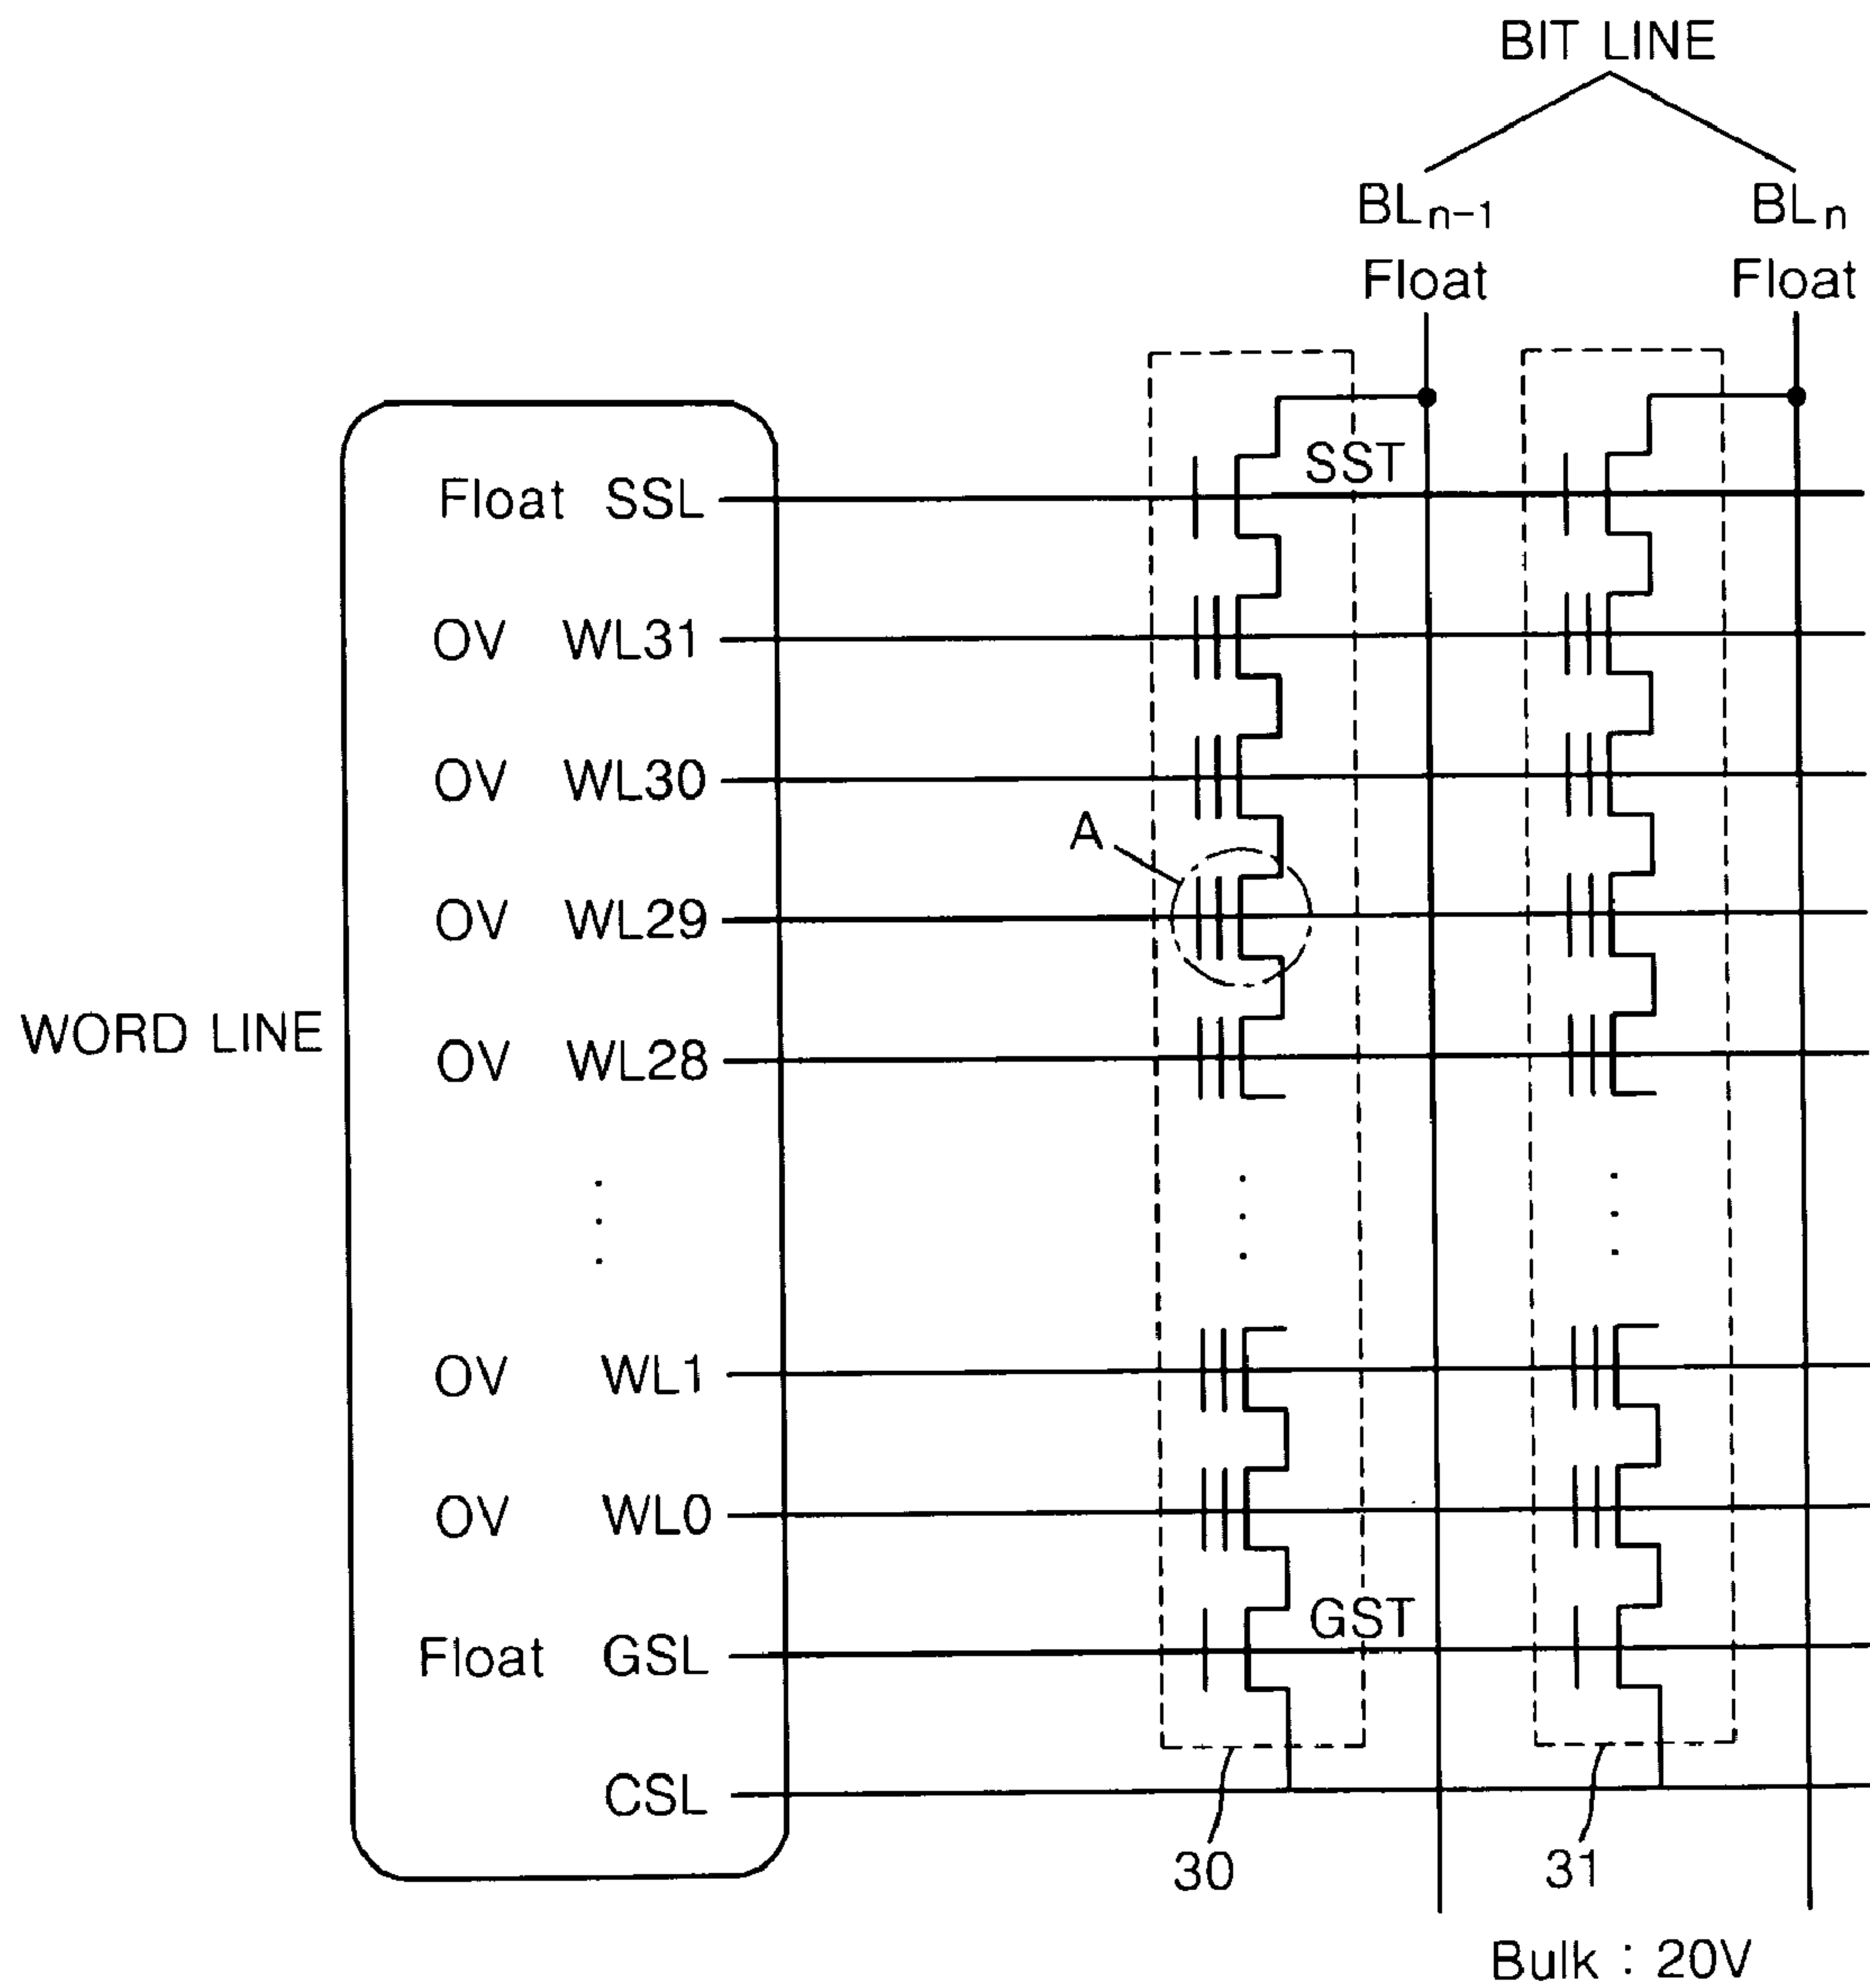 BIT LINE
BLn-1 BLn
Float Float
SST
Float SSL
OV WL31
OV WL30
A
OV WL29
WORD LINE
OV WL28
OV WL1
OV WL0
GST
Float GSL
CSL
30 31
Bulk : 20V